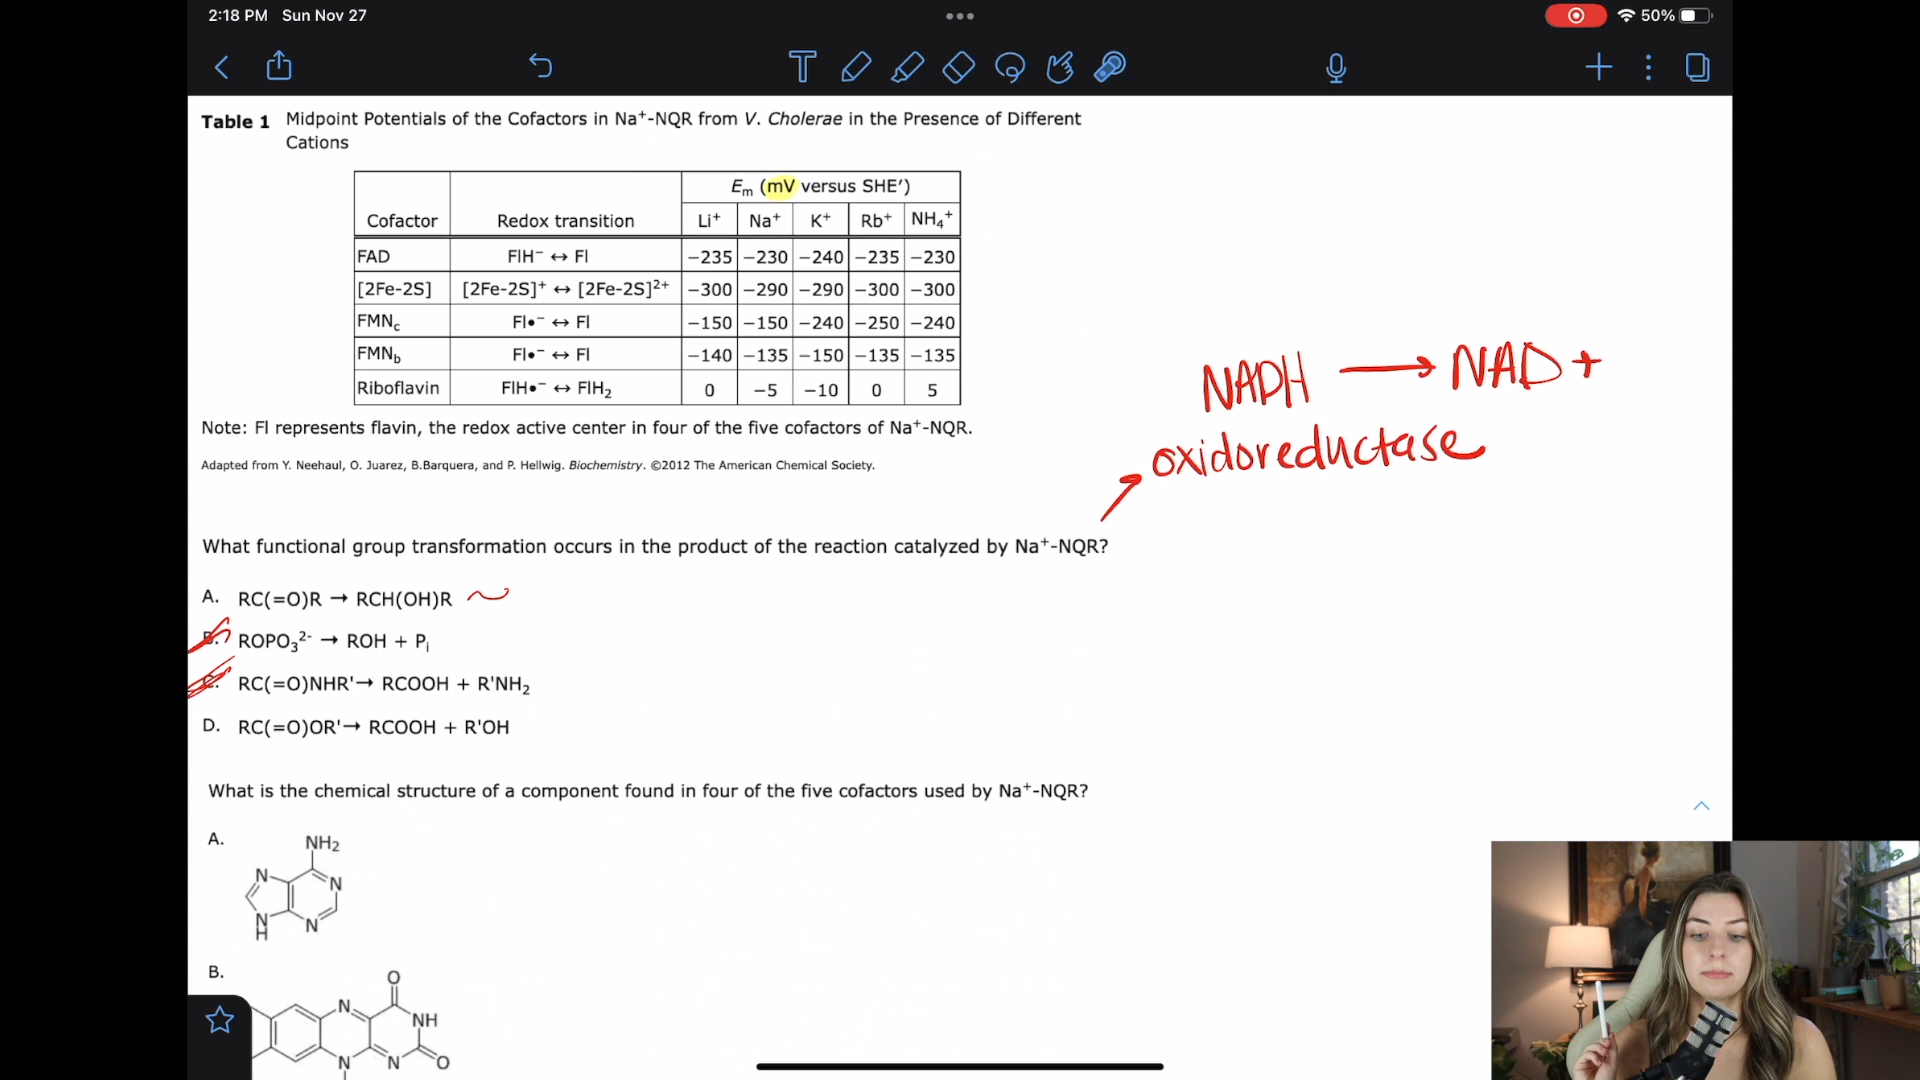 2:18 PM Sun Nov 27
50%
Table 1 Midpoint Potentials of the Cofactors in Na⁺-NQR from V. Cholerae in the Presence of Different
Cations
Eₘ (mV versus SHE′)
Cofactor Redox transition Li⁺ Na⁺ K⁺ Rb⁺ NH₄⁺
FAD FlH⁻ ↔ Fl −235 −230 −240 −235 −230
[2Fe-2S] [2Fe-2S]⁺ ↔ [2Fe-2S]²⁺ −300 −290 −290 −300 −300
FMN꜀ Fl•⁻ ↔ Fl −150 −150 −240 −250 −240
FMNb Fl•⁻ ↔ Fl −140 −135 −150 −135 −135
Riboflavin FlH•⁻ ↔ FlH₂ 0 −5 −10 0 5
Note: Fl represents flavin, the redox active center in four of the five cofactors of Na⁺-NQR.
Adapted from Y. Neehaul, O. Juarez, B.Barquera, and P. Hellwig. Biochemistry. ©2012 The American Chemical Society.
NADH → NAD+
oxidoreductase
What functional group transformation occurs in the product of the reaction catalyzed by Na⁺-NQR?
A. RC(=O)R → RCH(OH)R
B. ROPO₃²⁻ → ROH + Pᵢ
C. RC(=O)NHR'→ RCOOH + R'NH₂
D. RC(=O)OR'→ RCOOH + R'OH
What is the chemical structure of a component found in four of the five cofactors used by Na⁺-NQR?
A.
NH₂
N
N
N
N
H
B.
O
N
NH
N
N
O